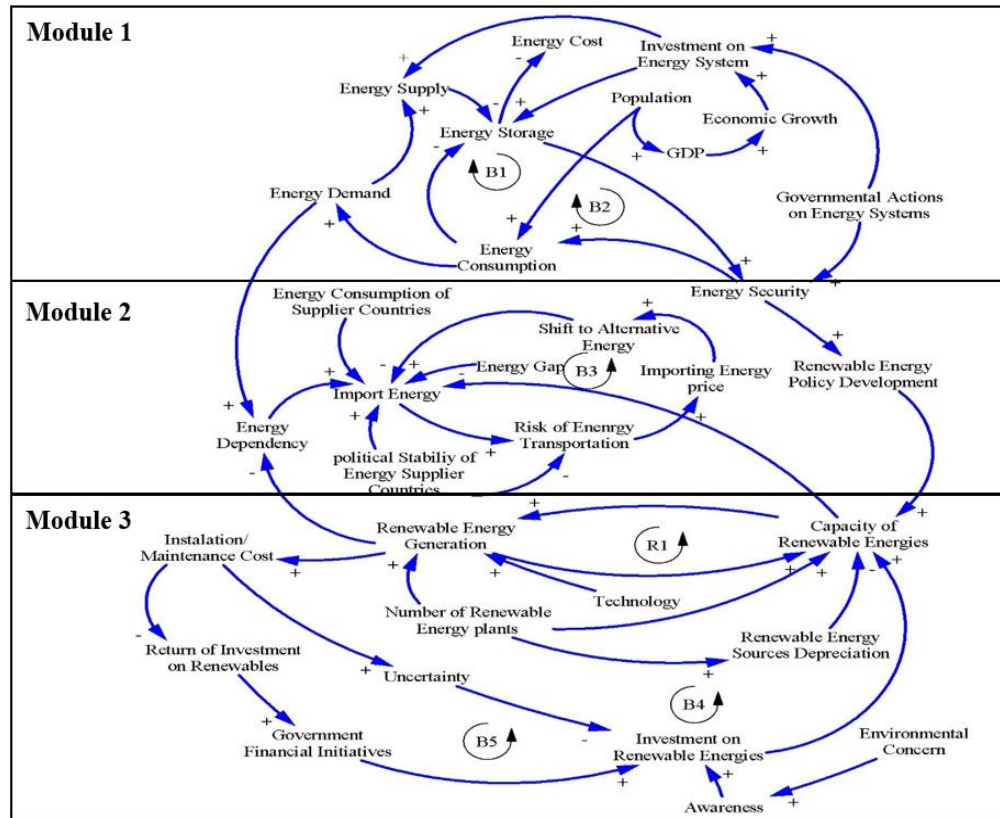 Module 1
Energy Cost
Investment on
Energy System
+
+
-
+
Energy Supply
Population
+
-
+
+
Economic Growth
Energy Storage
-
GDP
+
+
B1
Energy Demand
+
Governmental Actions
on Energy Systems
B2
+
+
Energy
Consumption
+
+
Energy Security
Module 2
Energy Consumption of
Supplier Countries
+
Shift to Alternative
Energy
+
Energy Gap
B3
Renewable Energy
Policy Development
Importing Energy
price
+
-
+
-
Import Energy
+
+
+
Energy
Dependency
Risk of Enenrgy
Transportation
+
political Stabiliy of
Energy Supplier
Countries
-
-
Module 3
+
+
Instalation/
Maintenance Cost
Renewable Energy
Generation
R1
Capacity of
Renewable Energies
+
+
+
+
+
-
+
Technology
Number of Renewable
Energy plants
-
Renewable Energy
Sources Depreciation
Return of Investment
on Renewables
+
Uncertainty
+
B4
+
Government
Financial Initiatives
B5
-
Investment on
Renewable Energies
Environmental
Concern
+
+
Awareness
+